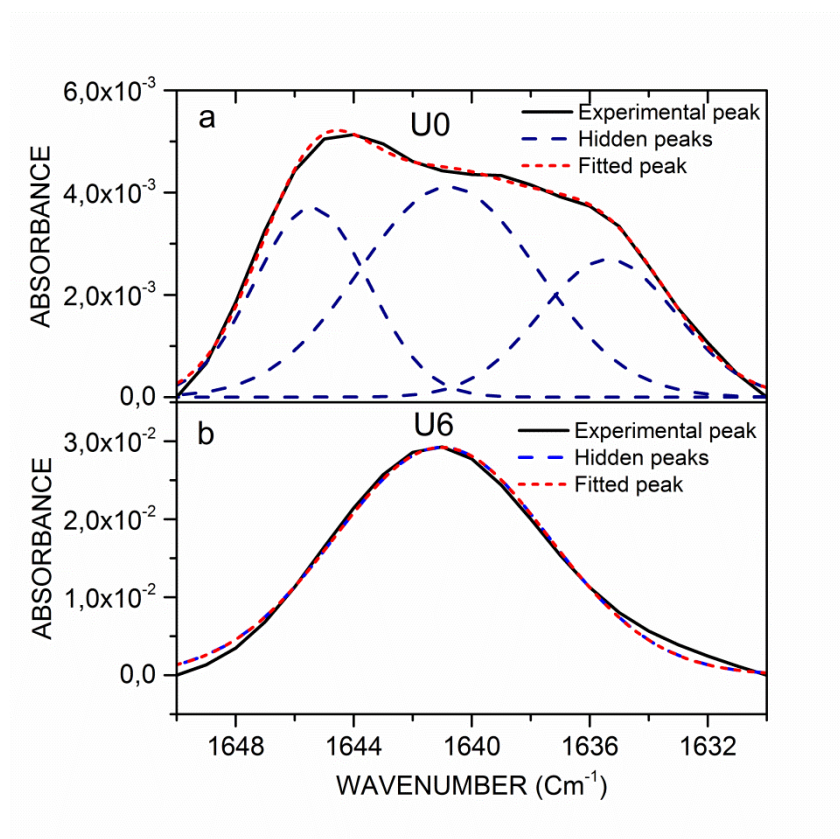 6,0x10⁻³
a
U0
Experimental peak
Hidden peaks
Fitted peak
4,0x10⁻³
2,0x10⁻³
0,0
ABSORBANCE
b
U6
Experimental peak
Hidden peaks
Fitted peak
3,0x10⁻²
2,0x10⁻²
1,0x10⁻²
0,0
ABSORBANCE
1648 1644 1640 1636 1632
WAVENUMBER (Cm⁻¹)